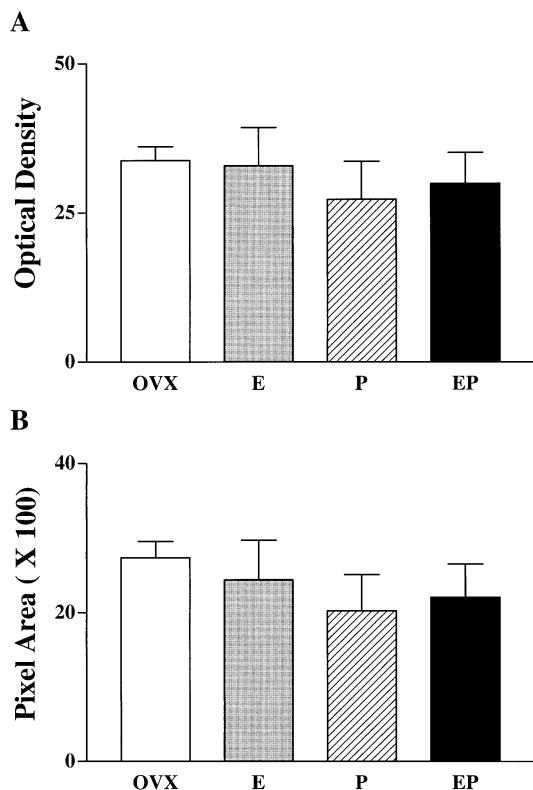 A
Optical Density
50
25
0
OVX E P EP
B
Pixel Area ( X 100)
40
20
0
OVX E P EP